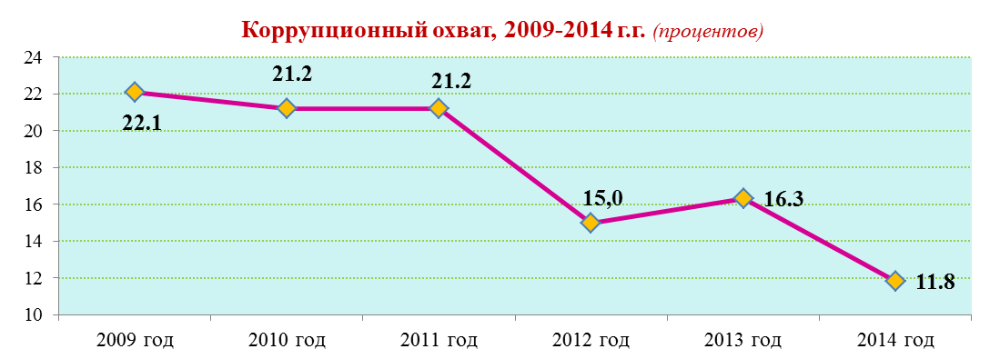 Коррупционный охват, 2009-2014 г.г. (процентов)
24
22
20
18
16
14
12
10
22.1
21.2
21.2
15,0
16.3
11.8
2009 год
2010 год
2011 год
2012 год
2013 год
2014 год